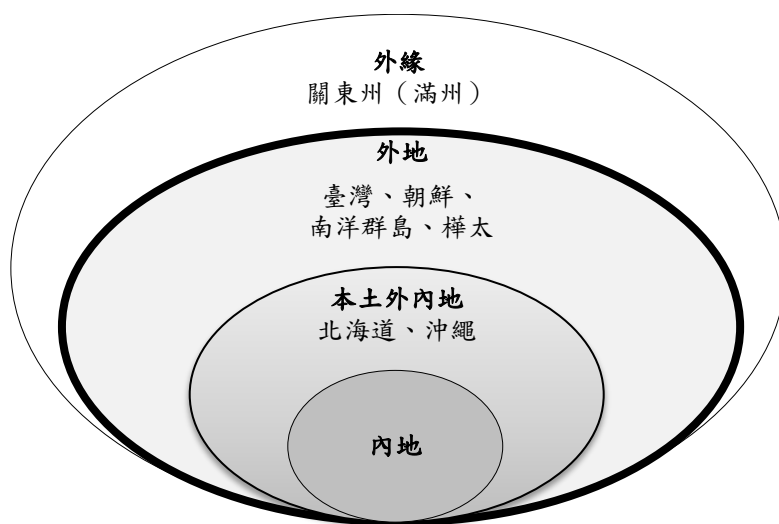 外緣
關東州（滿州）
外地
臺灣、朝鮮、
南洋群島、樺太
本土外內地
北海道、沖繩
內地